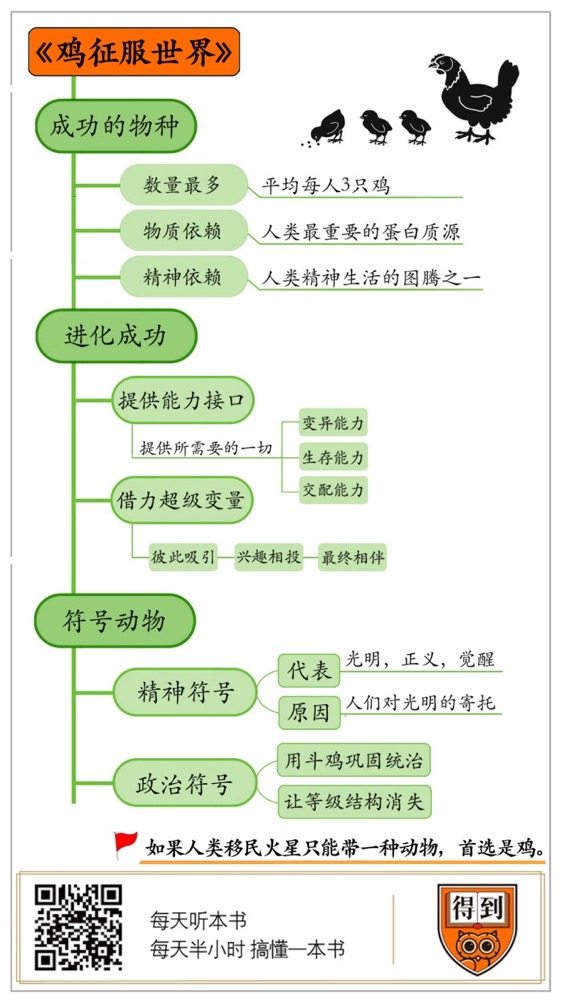 《鸡征服世界》
成功的物种
数量最多
平均每人3只鸡
物质依赖
人类最重要的蛋白质源
精神依赖
人类精神生活的图腾之一
进化成功
提供能力接口
提供所需要的一切
变异能力
生存能力
交配能力
借力超级变量
彼此吸引
兴趣相投
最终相伴
符号动物
精神符号
代表
光明，正义，觉醒
原因
人们对光明的寄托
政治符号
用斗鸡巩固统治
让等级结构消失
如果人类移民火星只能带一种动物，首选是鸡。
每天听本书
每天半小时 搞懂一本书
得到